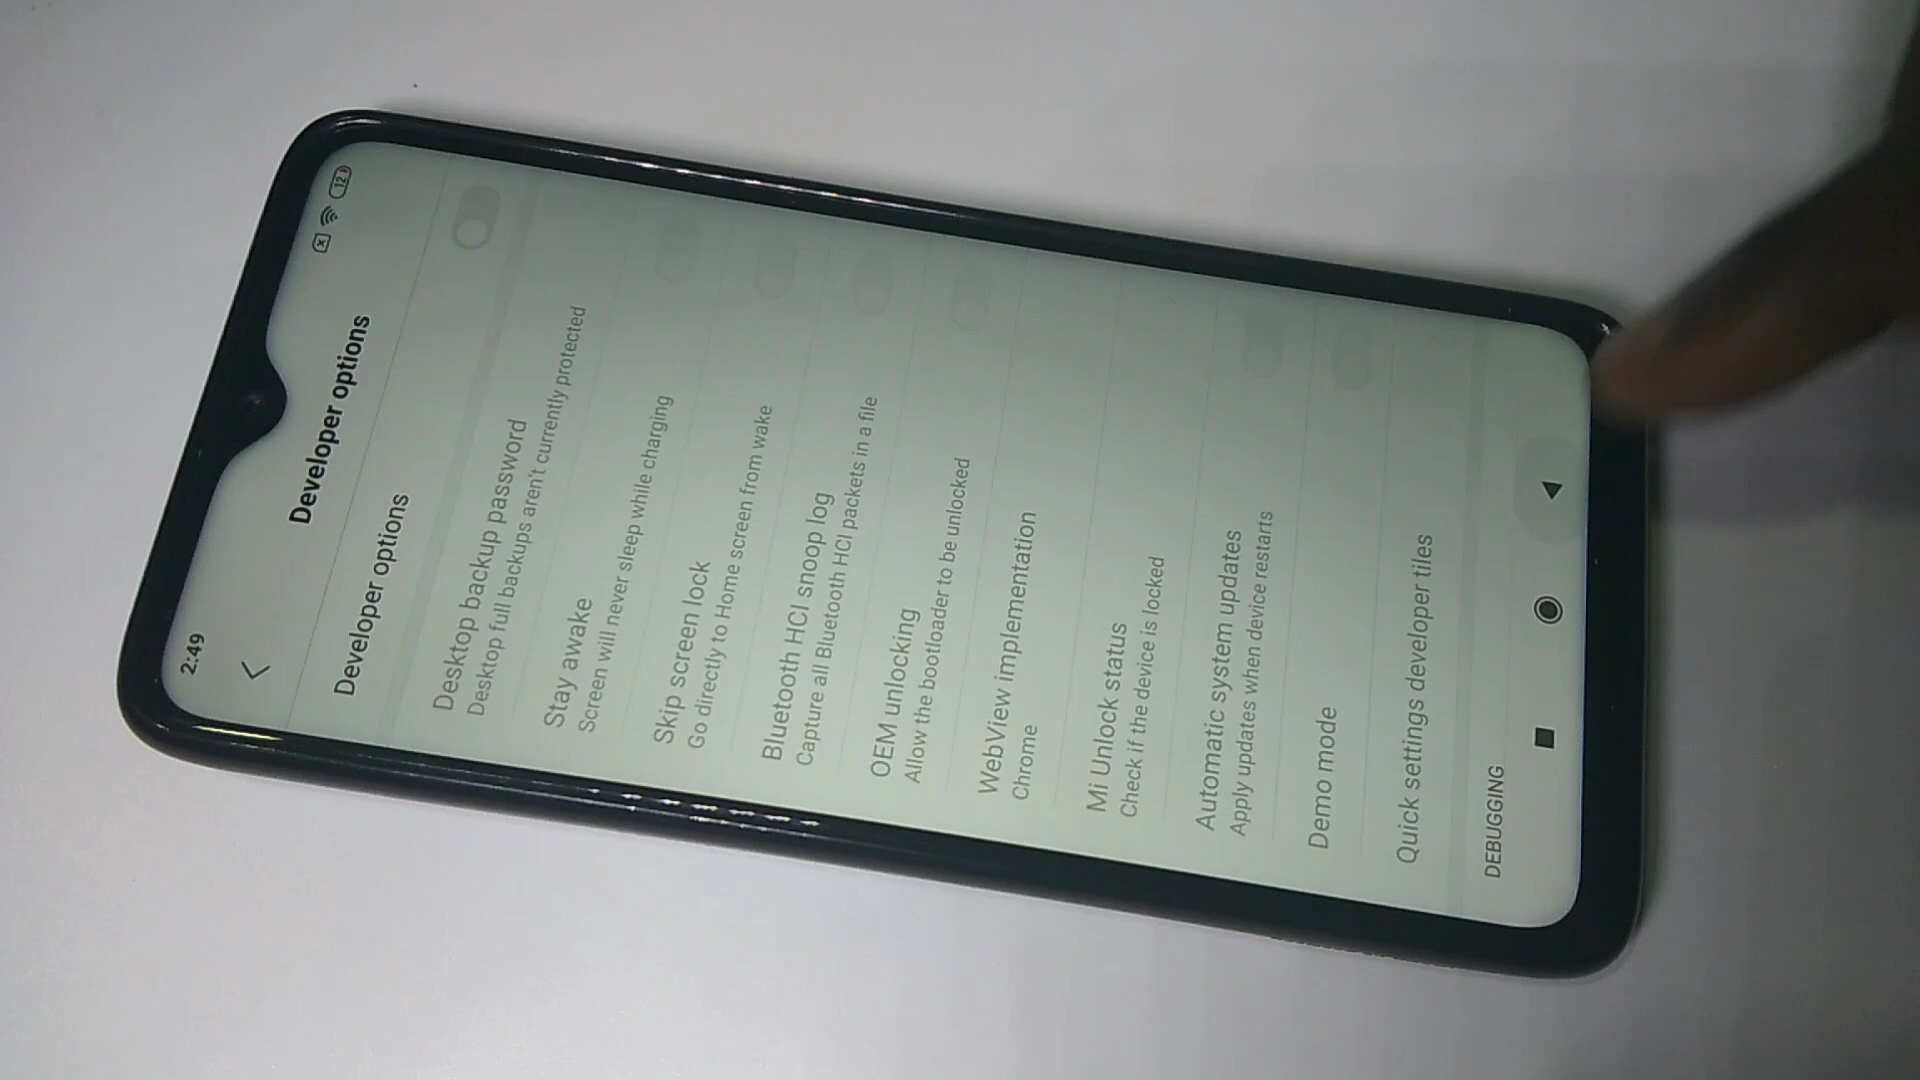 2:49
12
Developer options
Developer options
Desktop backup password
Desktop full backups aren't currently protected
Stay awake
Screen will never sleep while charging
Skip screen lock
Go directly to Home screen from wake
Bluetooth HCI snoop log
Capture all Bluetooth HCI packets in a file
OEM unlocking
Allow the bootloader to be unlocked
WebView implementation
Chrome
Mi Unlock status
Check if the device is locked
Automatic system updates
Apply updates when device restarts
Demo mode
Quick settings developer tiles
DEBUGGING